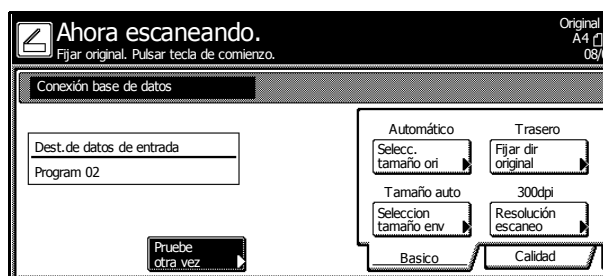 Ahora escaneando.
Fijar original. Pulsar tecla de comienzo.
Original
A4
08/
Conexión base de datos
Dest.de datos de entrada
Program 02
Pruebe
otra vez
Automático
Trasero
Selecc.
tamaño ori
Fijar dir
original
Tamaño auto
300dpi
Seleccion
tamaño env
Resolución
escaneo
Basico
Calidad